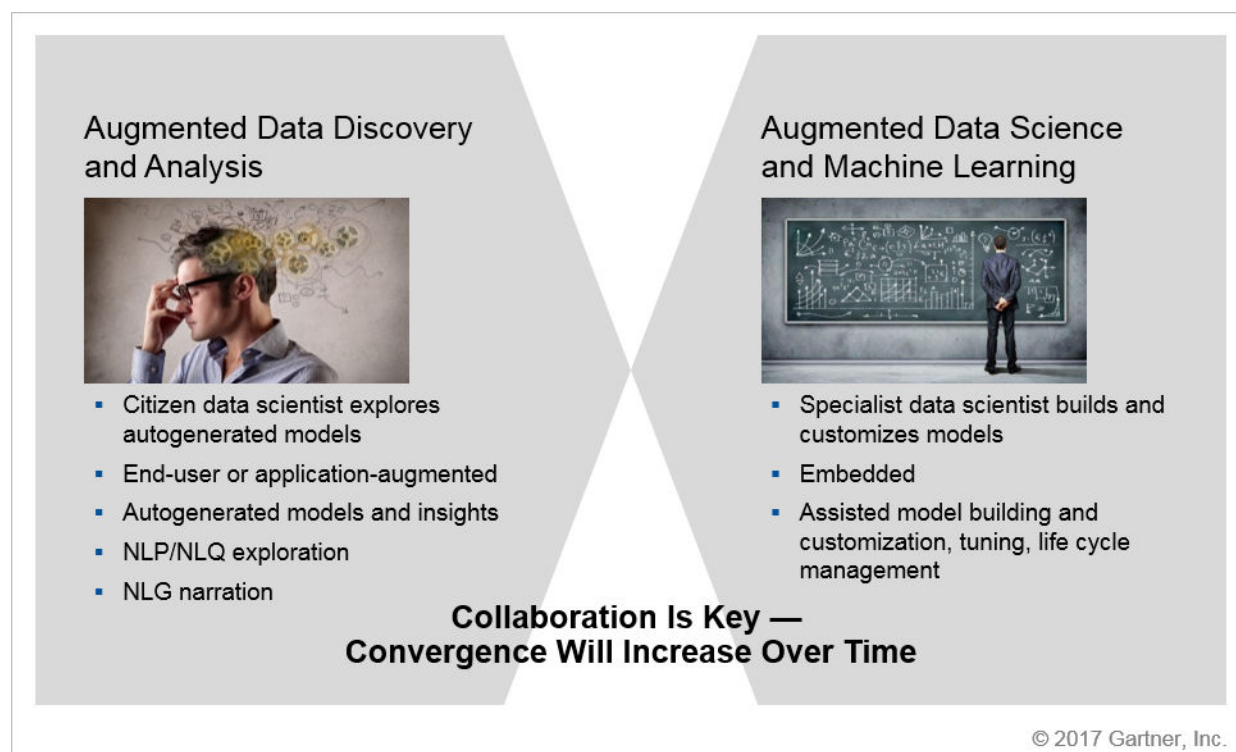 Augmented Data Discovery
and Analysis
▪ Citizen data scientist explores
autogenerated models
▪ End-user or application-augmented
▪ Autogenerated models and insights
▪ NLP/NLQ exploration
▪ NLG narration
Augmented Data Science
and Machine Learning
▪ Specialist data scientist builds and
customizes models
▪ Embedded
▪ Assisted model building and
customization, tuning, life cycle
management
Collaboration Is Key —
Convergence Will Increase Over Time
© 2017 Gartner, Inc.